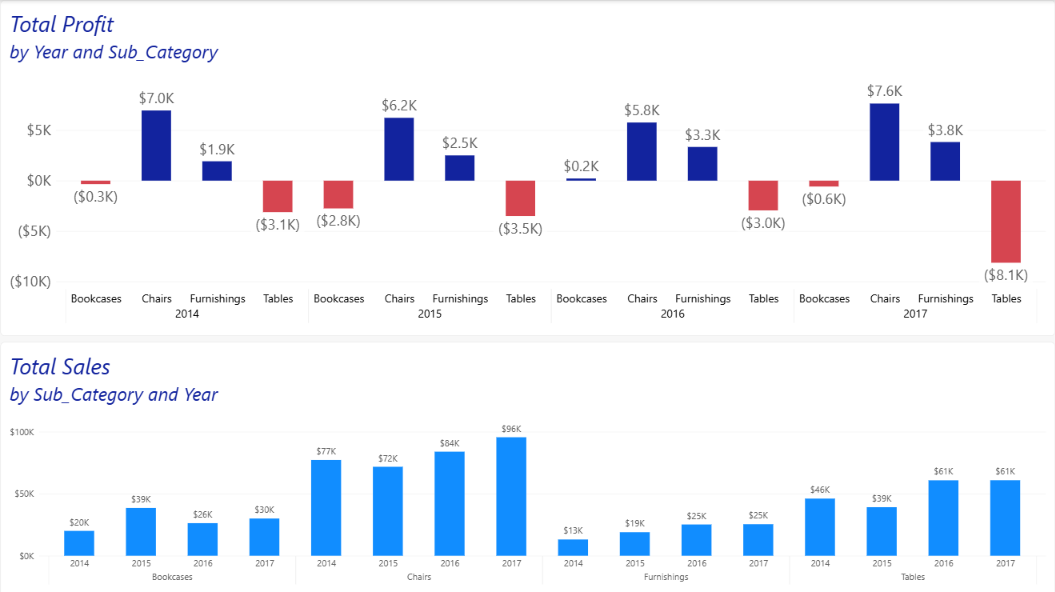 Total Profit
by Year and Sub_Category
$7.0K
$1.9K
$6.2K
$2.5K
$0.2K
$5.8K
$3.3K
$7.6K
$3.8K
$5K
$0K
($5K)
($10K)
($0.3K)
($3.1K)
($2.8K)
($3.5K)
($3.0K)
($0.6K)
($8.1K)
Bookcases Chairs Furnishings Tables Bookcases Chairs Furnishings Tables Bookcases Chairs Furnishings Tables Bookcases Chairs Furnishings Tables
2014 2015 2016 2017
Total Sales
by Sub_Category and Year
$100K
$50K
$0K
$20K $39K $26K $30K $77K $72K $84K $96K $13K $19K $25K $25K $46K $39K $61K $61K
2014 2015 2016 2017 2014 2015 2016 2017 2014 2015 2016 2017 2014 2015 2016 2017
Bookcases Chairs Furnishings Tables